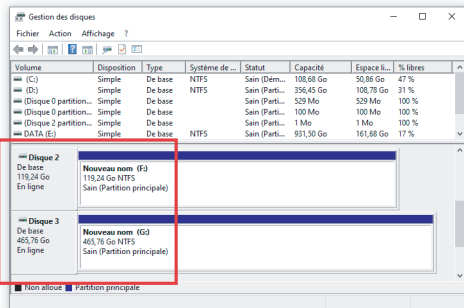 Gestion des disques
Fichier Action Affichage ?
Volume Disposition Type Système de ... Statut Capacité Espace li... % libres
(C:) Simple De base NTFS Sain (Dém... 108,68 Go 50,86 Go 47 %
(D:) Simple De base NTFS Sain (Parti... 356,45 Go 108,78 Go 31 %
(Disque 0 partition... Simple De base Sain (Parti... 529 Mo 529 Mo 100 %
(Disque 0 partition... Simple De base Sain (Parti... 100 Mo 100 Mo 100 %
(Disque 2 partition... Simple De base Sain (Parti... 1 Mo 1 Mo 100 %
DATA (E:) Simple De base NTFS Sain (Parti... 931,50 Go 161,68 Go 17 %
Disque 2
De base
119,24 Go
En ligne
Nouveau nom (F:)
119,24 Go NTFS
Sain (Partition principale)
Disque 3
De base
465,76 Go
En ligne
Nouveau nom (G:)
465,76 Go NTFS
Sain (Partition principale)
Non alloué Partition principale